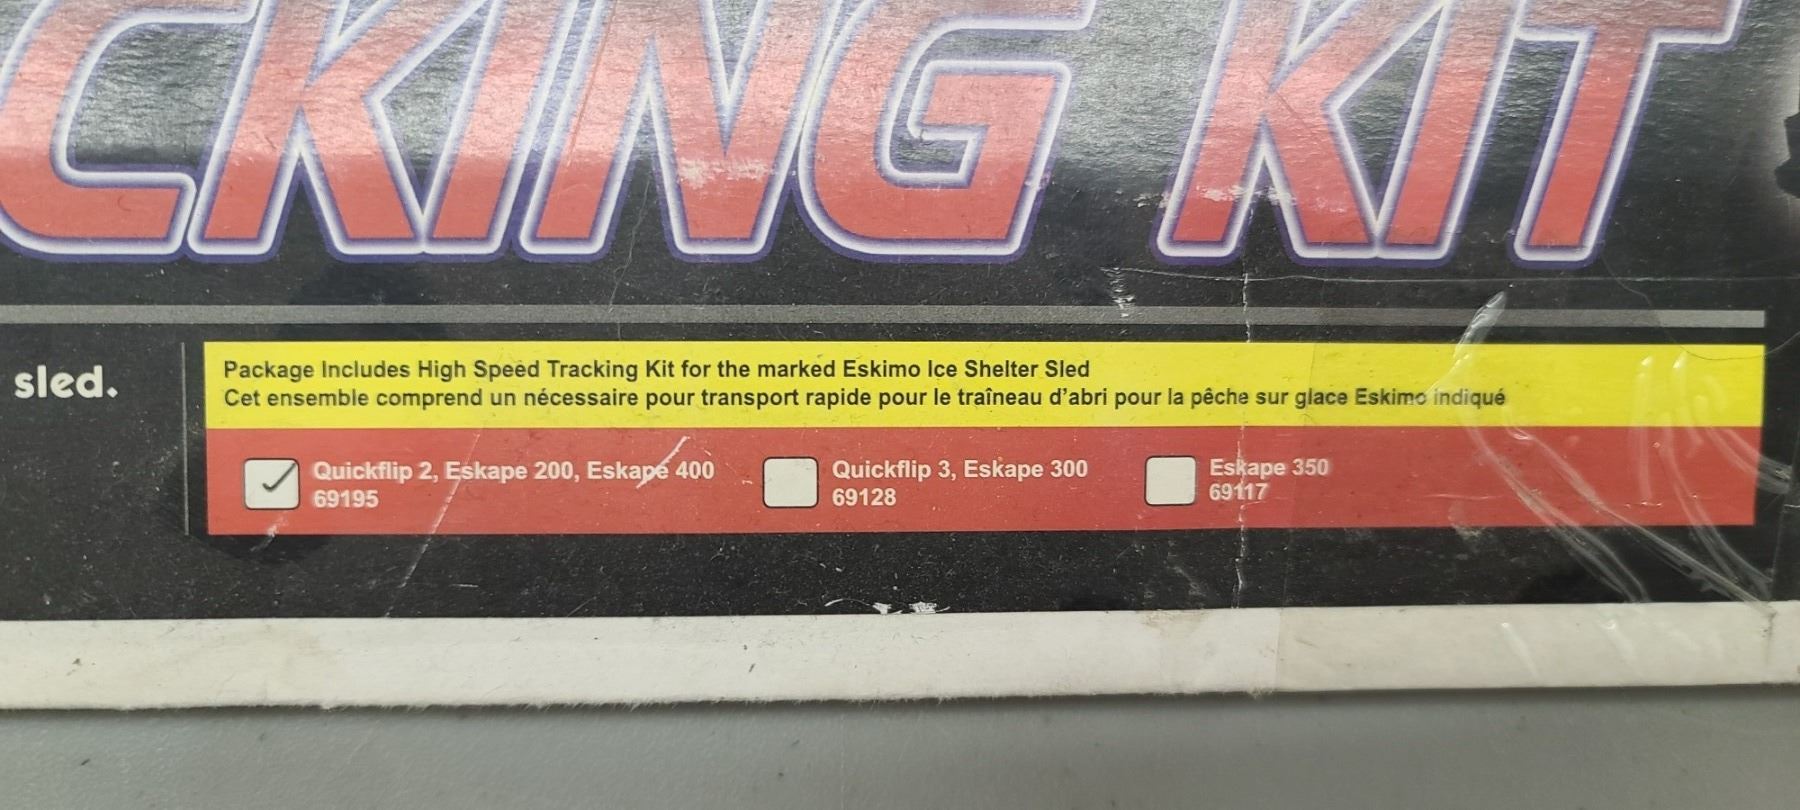 CKING KIT
sled.
Package Includes High Speed Tracking Kit for the marked Eskimo Ice Shelter Sled
Cet ensemble comprend un nécessaire pour transport rapide pour le traîneau d'abri pour la pêche sur glace Eskimo indiqué
Quickflip 2, Eskape 200, Eskape 400
69195
Quickflip 3, Eskape 300
69128
Eskape 350
69117